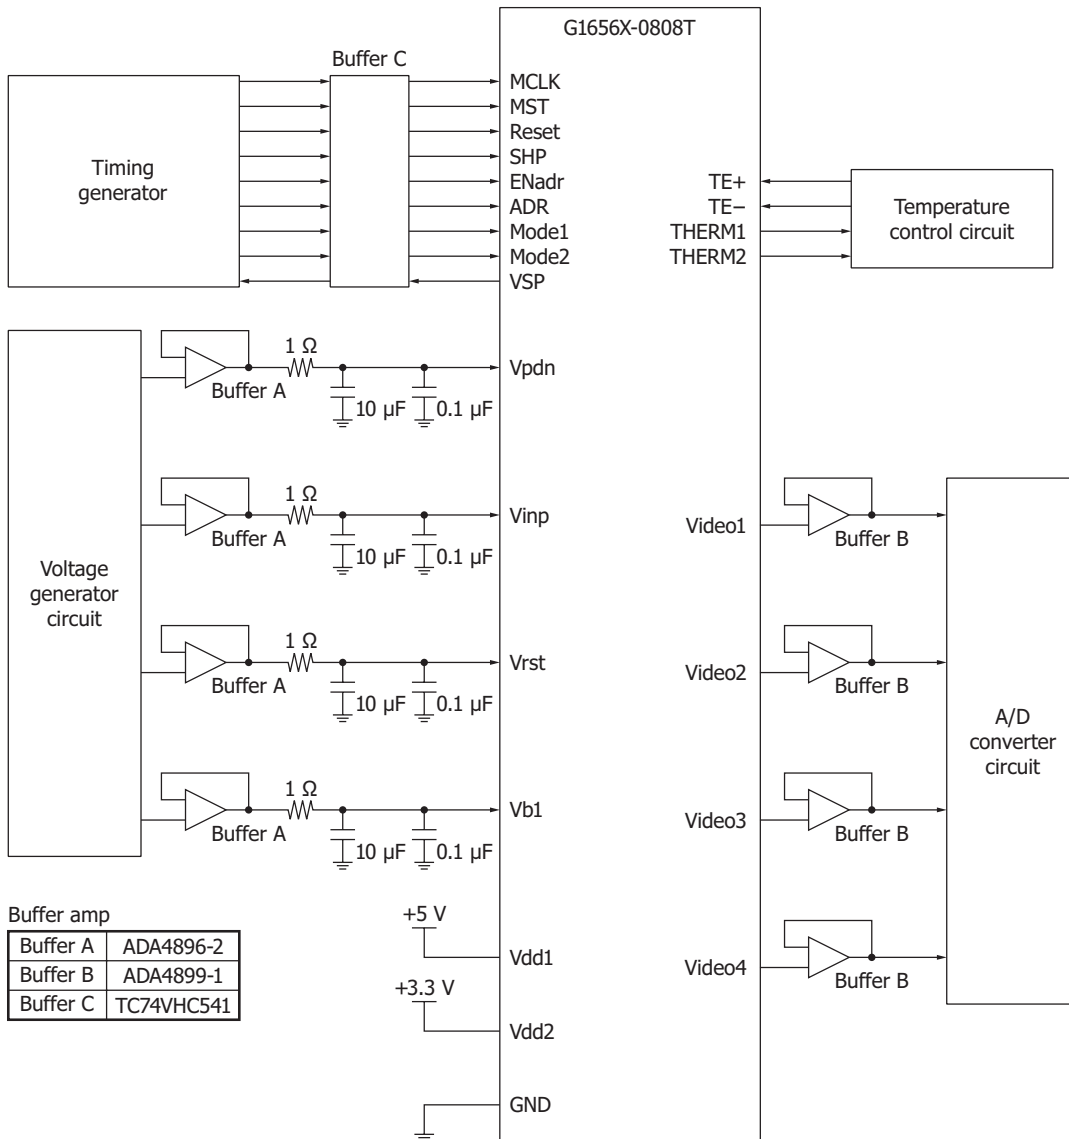 G1656X-0808T
Buffer C
Timing
generator
MCLK
MST
Reset
SHP
ENadr
ADR
Mode1
Mode2
VSP
TE+
TE−
THERM1
THERM2
Temperature
control circuit
Voltage
generator
circuit
Buffer A
1 Ω
10 µF
0.1 µF
Vpdn
Buffer A
1 Ω
10 µF
0.1 µF
Vinp
Buffer A
1 Ω
10 µF
0.1 µF
Vrst
Buffer A
1 Ω
10 µF
0.1 µF
Vb1
+5 V
Vdd1
+3.3 V
Vdd2
GND
Video1
Buffer B
Video2
Buffer B
Video3
Buffer B
Video4
Buffer B
A/D
converter
circuit
Buffer amp
Buffer A ADA4896-2
Buffer B ADA4899-1
Buffer C TC74VHC541